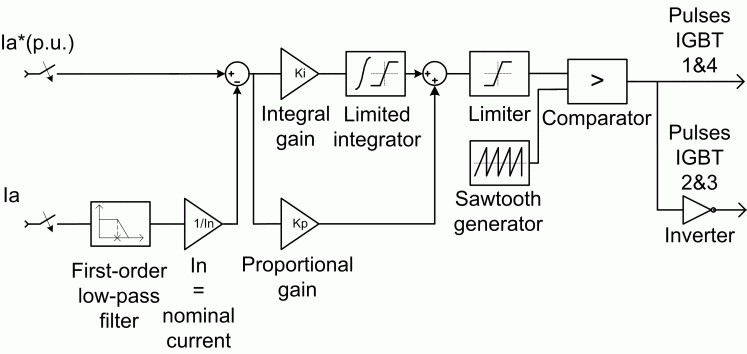 Ia*(p.u.)
Pulses
IGBT
1&4
+
-
Ki
+
+
>
Integral
gain
Limited
integrator
Limiter
Comparator
Pulses
IGBT
2&3
Ia
1/In
Kp
Sawtooth
generator
Inverter
First-order
low-pass
filter
In
=
nominal
current
Proportional
gain